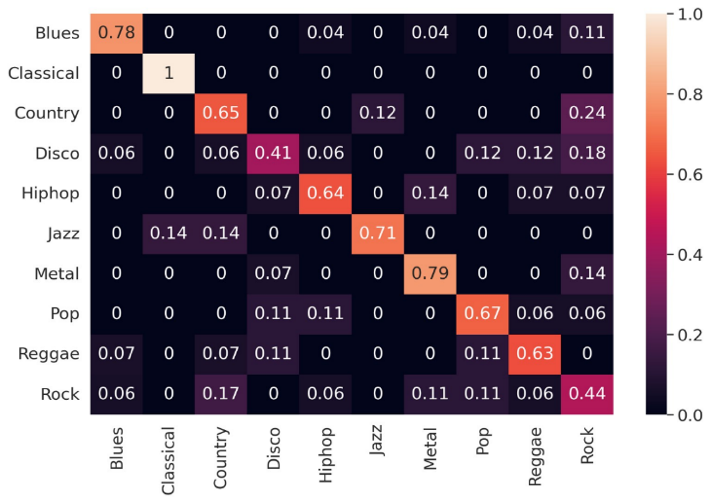 Blues 0.78 0 0 0 0.04 0 0.04 0 0.04 0.11 1.0
Classical 0 1 0 0 0 0 0 0 0 0
Country 0 0 0.65 0 0 0.12 0 0 0 0.24 0.8
Disco 0.06 0 0.06 0.41 0.06 0 0 0.12 0.12 0.18
Hiphop 0 0 0 0.07 0.64 0 0.14 0 0.07 0.07 0.6
Jazz 0 0.14 0.14 0 0 0.71 0 0 0 0 0.4
Metal 0 0 0 0.07 0 0 0.79 0 0 0.14
Pop 0 0 0 0.11 0.11 0 0 0.67 0.06 0.06 0.2
Reggae 0.07 0 0.07 0.11 0 0 0 0.11 0.63 0
Rock 0.06 0 0.17 0 0.06 0 0.11 0.11 0.06 0.44 0.0
Blues Classical Country Disco Hiphop Jazz Metal Pop Reggae Rock